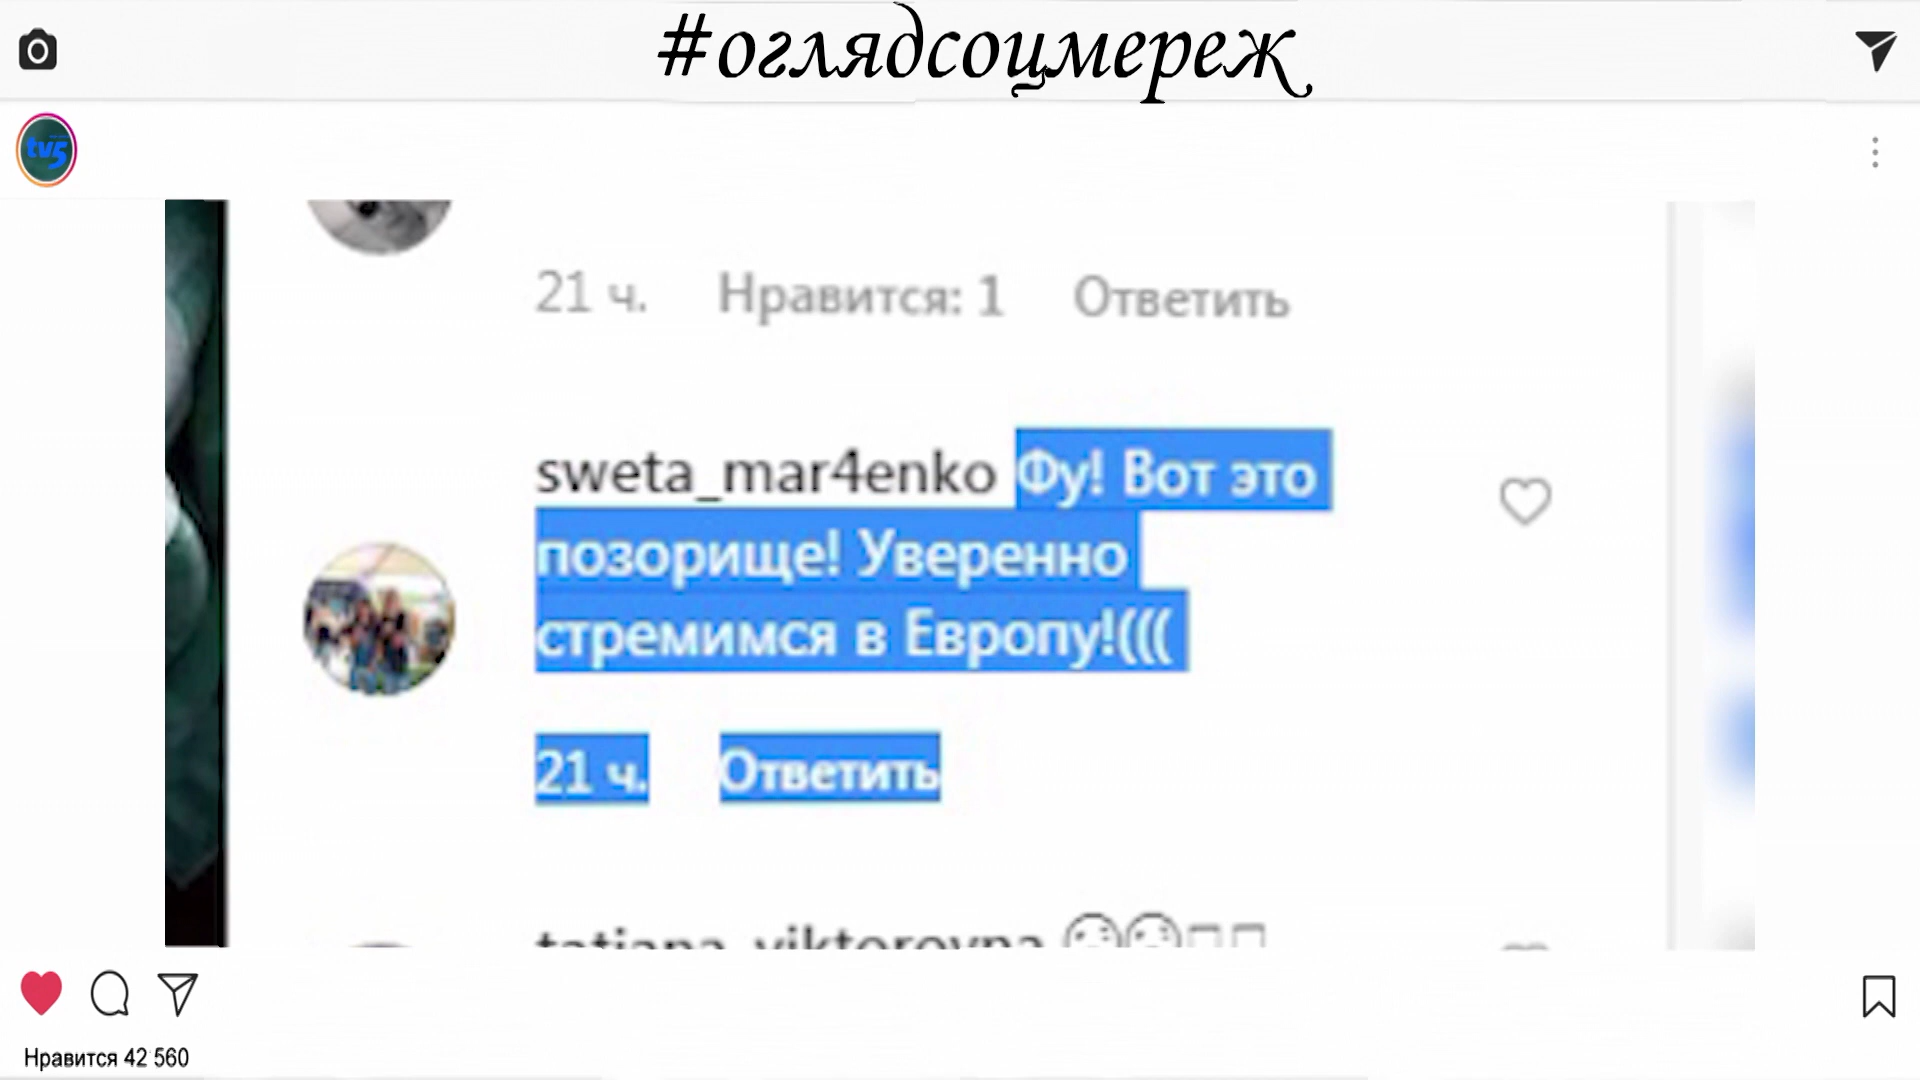 #оглядсоцмереж
tv5
21 ч. Нравится: 1 Ответить
sweta_mar4enko Фу! Вот это
позорище! Уверенно
стремимся в Европу!(((
21 ч. Ответить
tatiana_viktorovna
Нравится 42 560